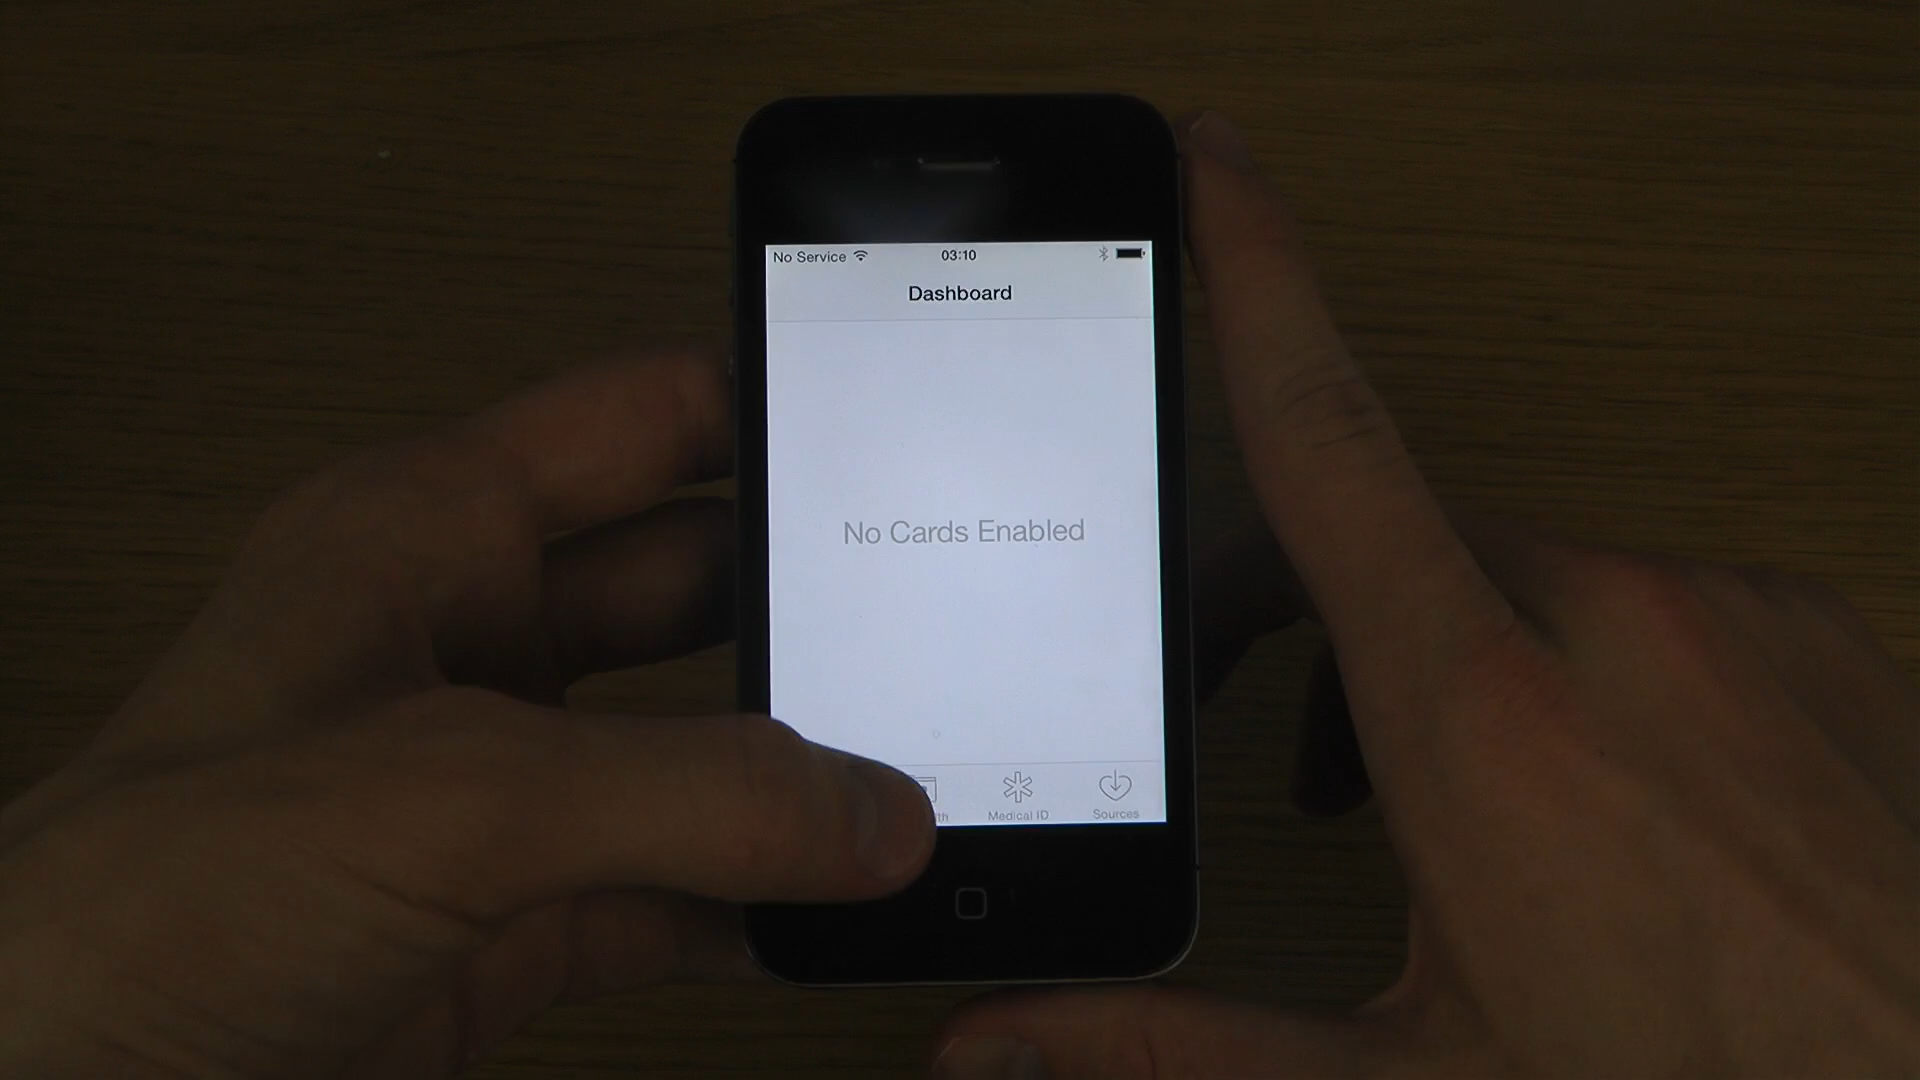 No Service 03:10
Dashboard
No Cards Enabled
Medical ID Sources